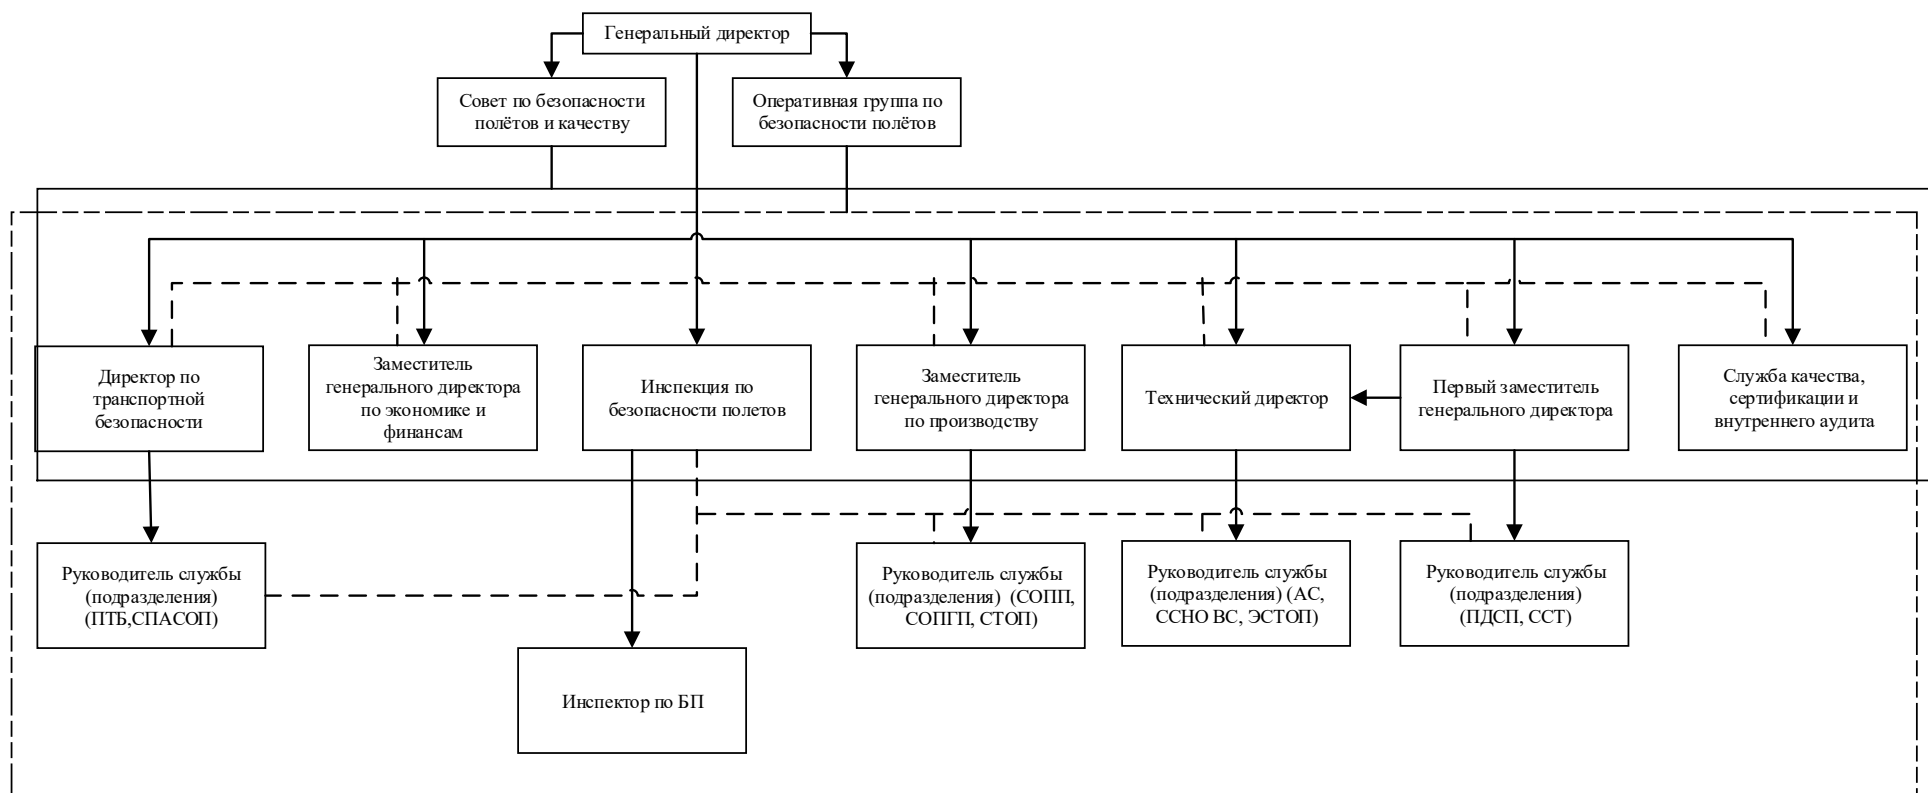 Генеральный директор
Совет по безопасности
полётов и качеству
Оперативная группа по
безопасности полётов
Директор по
транспортной
безопасности
Заместитель
генерального директора
по экономике и
финансам
Инспекция по
безопасности полетов
Заместитель
генерального директора
по производству
Технический директор
Первый заместитель
генерального директора
Служба качества,
сертификации и
внутреннего аудита
Руководитель службы
(подразделения)
(ПТБ,СПАСОП)
Руководитель службы
(подразделения) (СОПП,
СОПГП, СТОП)
Руководитель службы
(подразделения) (АС,
ССНО ВС, ЭСТОП)
Руководитель службы
(подразделения)
(ПДСП, ССТ)
Инспектор по БП